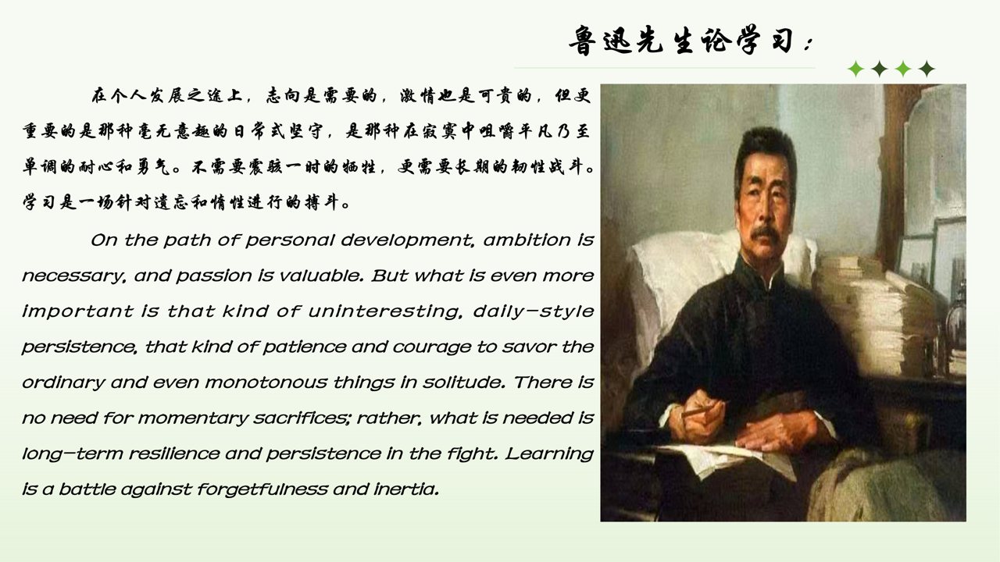 鲁迅先生论学习：
在个人发展之途上，志向是需要的，激情也是可贵的，但更
重要的是那种毫无意趣的日常式坚守，是那种在寂寞中咀嚼平凡乃至
单调的耐心和勇气。不需要震骇一时的牺牲，更需要长期的韧性战斗。
学习是一场针对遗忘和惰性进行的搏斗。
On the path of personal development, ambition is
necessary, and passion is valuable. But what is even more
important is that kind of uninteresting, daily-style
persistence, that kind of patience and courage to savor the
ordinary and even monotonous things in solitude. There is
no need for momentary sacrifices; rather, what is needed is
long-term resilience and persistence in the fight. Learning
is a battle against forgetfulness and inertia.